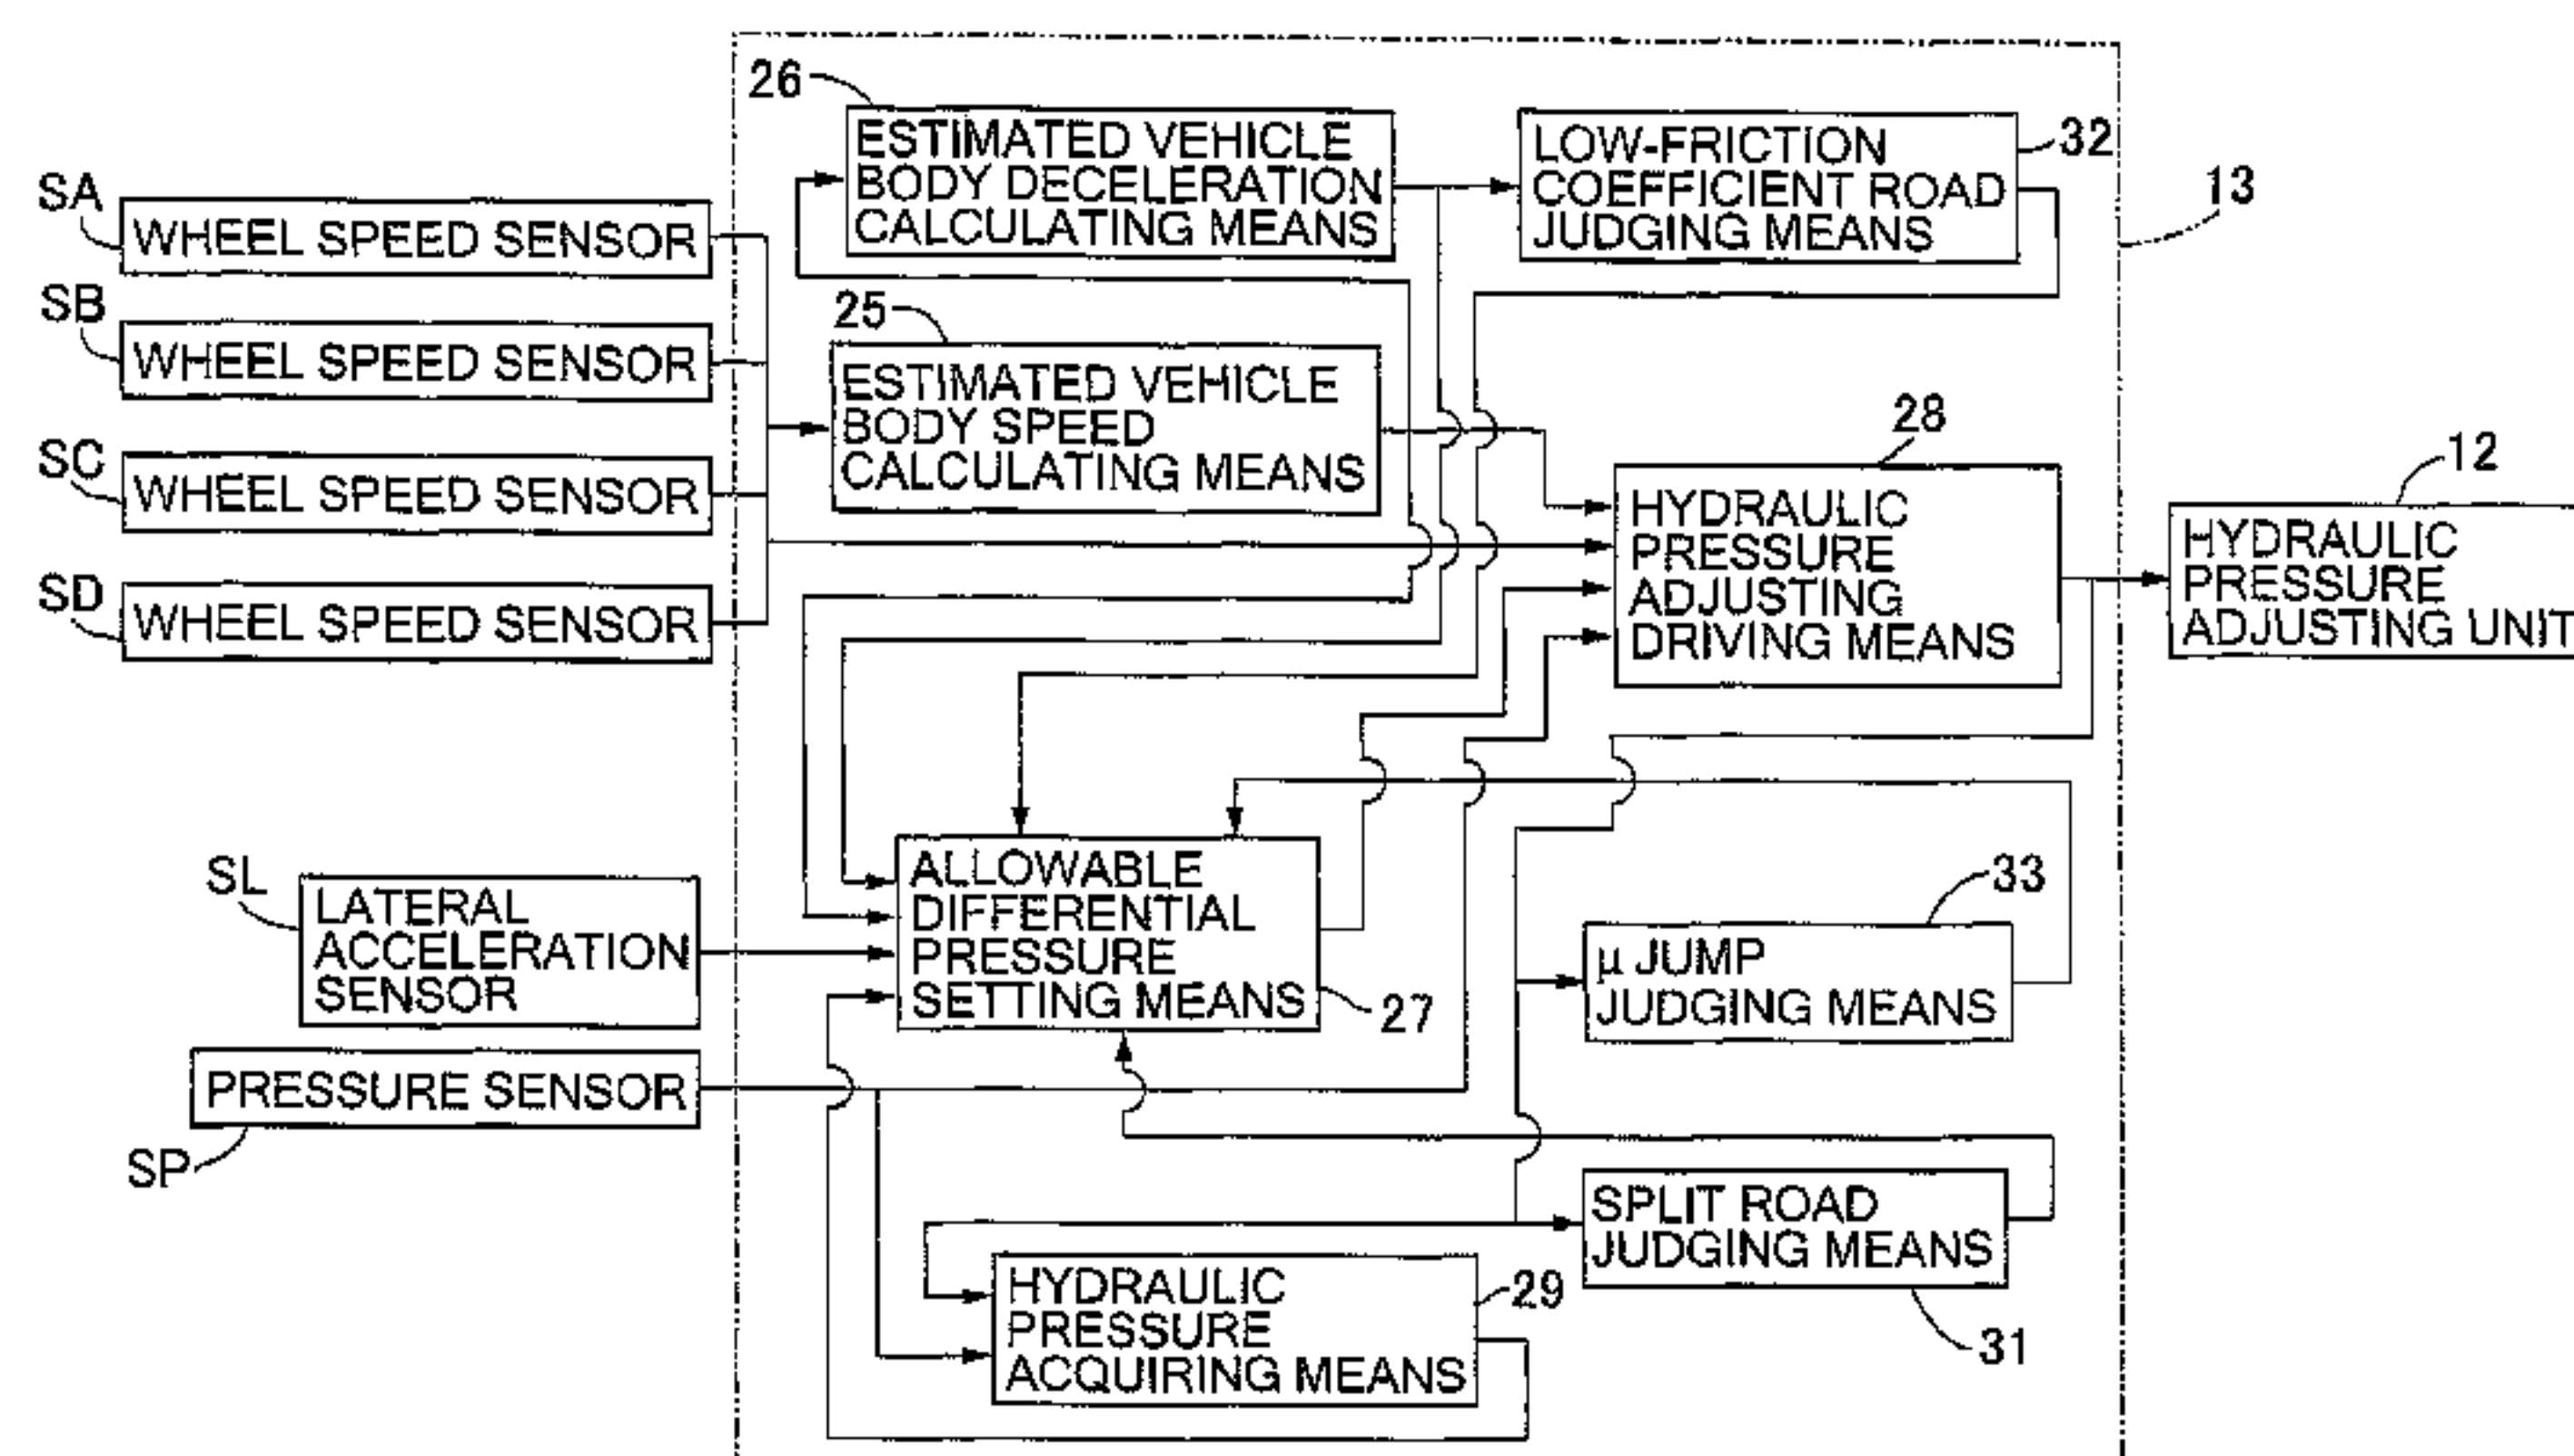 26
ESTIMATED VEHICLE
BODY DECELERATION
CALCULATING MEANS
LOW-FRICTION
COEFFICIENT ROAD
JUDGING MEANS
32
13
SA
WHEEL SPEED SENSOR
SB
WHEEL SPEED SENSOR
SC
WHEEL SPEED SENSOR
SD
WHEEL SPEED SENSOR
25
ESTIMATED VEHICLE
BODY SPEED
CALCULATING MEANS
28
HYDRAULIC
PRESSURE
ADJUSTING
DRIVING MEANS
12
HYDRAULIC
PRESSURE
ADJUSTING UNIT
SL
LATERAL
ACCELERATION
SENSOR
ALLOWABLE
DIFFERENTIAL
PRESSURE
SETTING MEANS
27
33
μ JUMP
JUDGING MEANS
PRESSURE SENSOR
SP
SPLIT ROAD
JUDGING MEANS
31
HYDRAULIC
PRESSURE
ACQUIRING MEANS
29